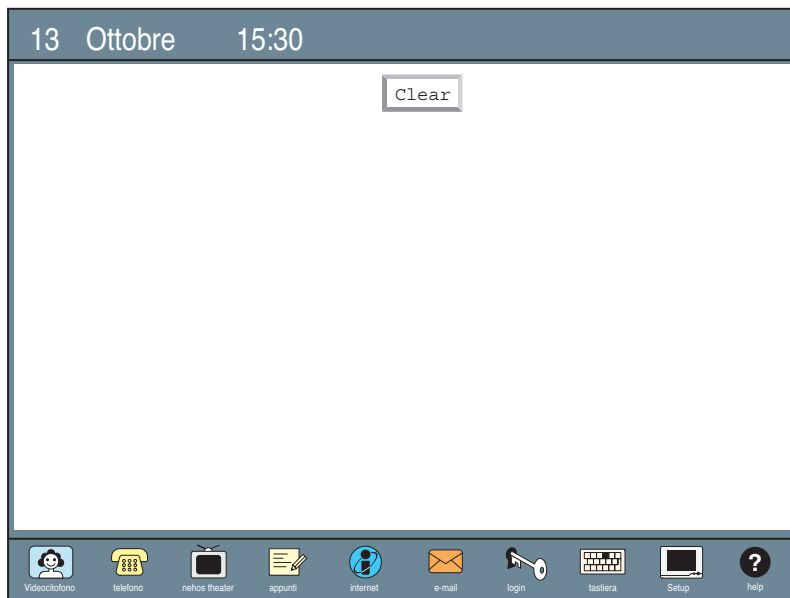 13 Ottobre 15:30
Clear
Videocitofono telefono nehos theater appunti internet e-mail login tastiera Setup help